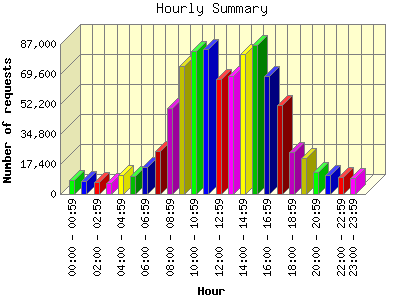 Hourly Summary
87,000
69,600
52,200
34,800
17,400
0
Number of requests
00:00 - 00:59
02:00 - 02:59
04:00 - 04:59
06:00 - 06:59
08:00 - 08:59
10:00 - 10:59
12:00 - 12:59
14:00 - 14:59
16:00 - 16:59
18:00 - 18:59
20:00 - 20:59
22:00 - 22:59
23:00 - 23:59
Hour